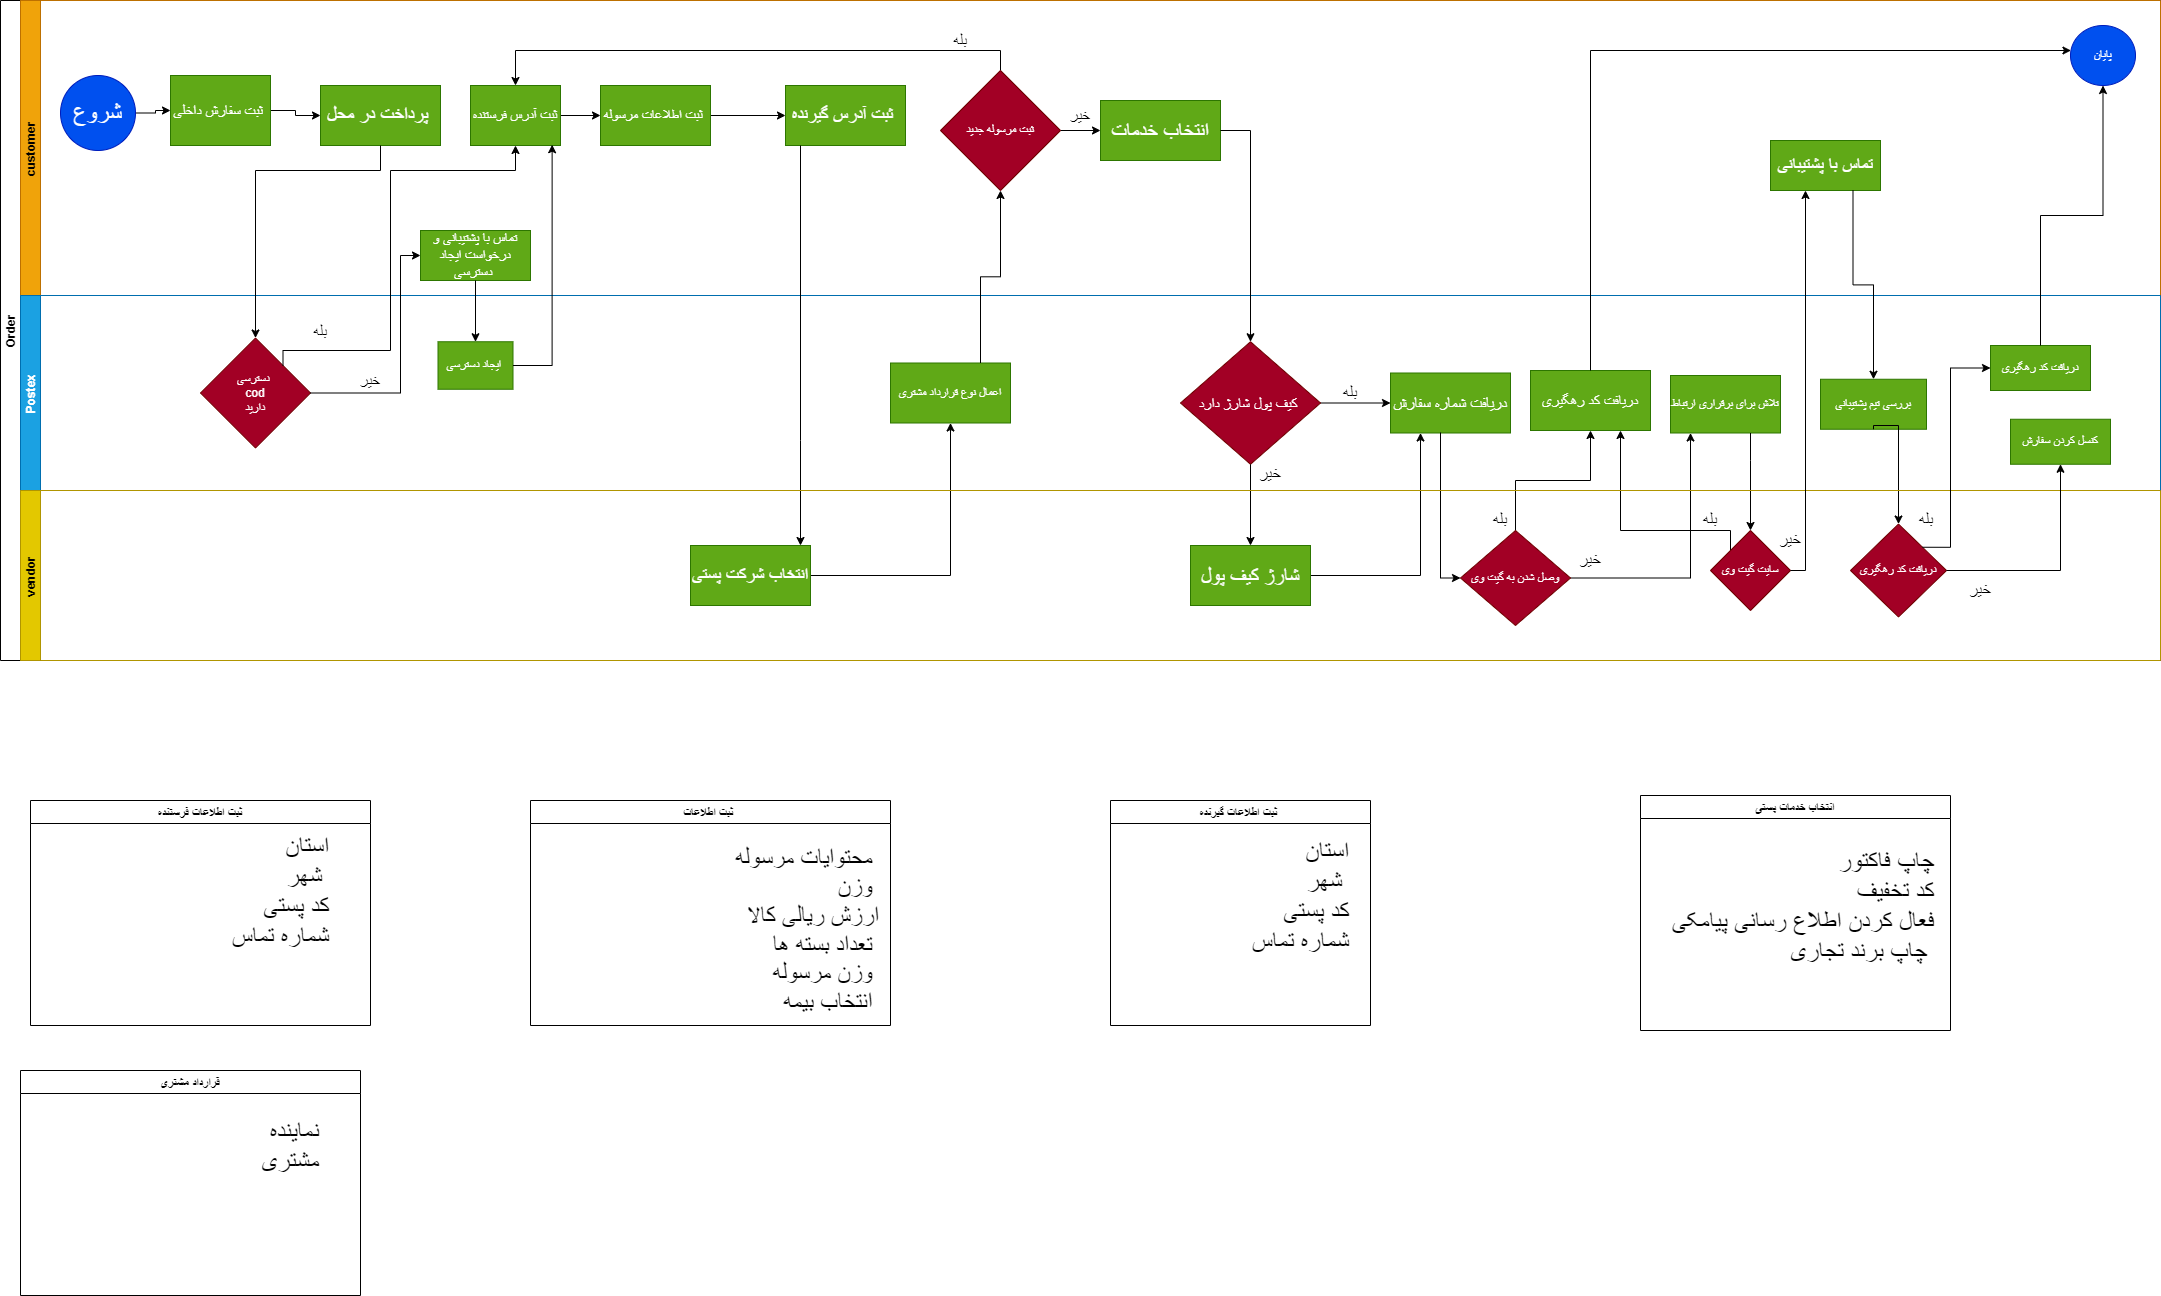 Order
customer
شروع
ثبت سفارش داخلی
پرداخت در محل
ثبت آدرس فرستنده
ثبت اطلاعات مرسوله
ثبت آدرس گیرنده
بله
ثبت مرسوله جدید
خیر
انتخاب خدمات
تماس با پشتیبانی
پایان
تماس با پشتیبانی و
درخواست ایجاد
دسترسی
Postex
دسترسی
cod
دارید
بله
خیر
ایجاد دسترسی
اعمال نوع قرارداد مشتری
کیف پول شارژ دارد
بله
خیر
دریافت شماره سفارش
دریافت کد رهگیری
تلاش برای برقراری ارتباط
بررسی تیم پشتیبانی
دریافت کد رهگیری
کنسل کردن سفارش
vendor
انتخاب شرکت پستی
شارژ کیف پول
بله
وصل شدن به گیت وی
خیر
بله
سایت گیت وی
خیر
بله
دریافت کد رهگیری
خیر
ثبت اطلاعات فرستنده
استان
شهر
کد پستی
شماره تماس
ثبت اطلاعات
محتوایات مرسوله
وزن
ارزش ریالی کالا
تعداد بسته ها
وزن مرسوله
انتخاب بیمه
ثبت اطلاعات گیرنده
استان
شهر
کد پستی
شماره تماس
انتخاب خدمات پستی
چاپ فاکتور
کد تخفیف
فعال کردن اطلاع رسانی پیامکی
چاپ برند تجاری
قرارداد مشتری
نماینده
مشتری